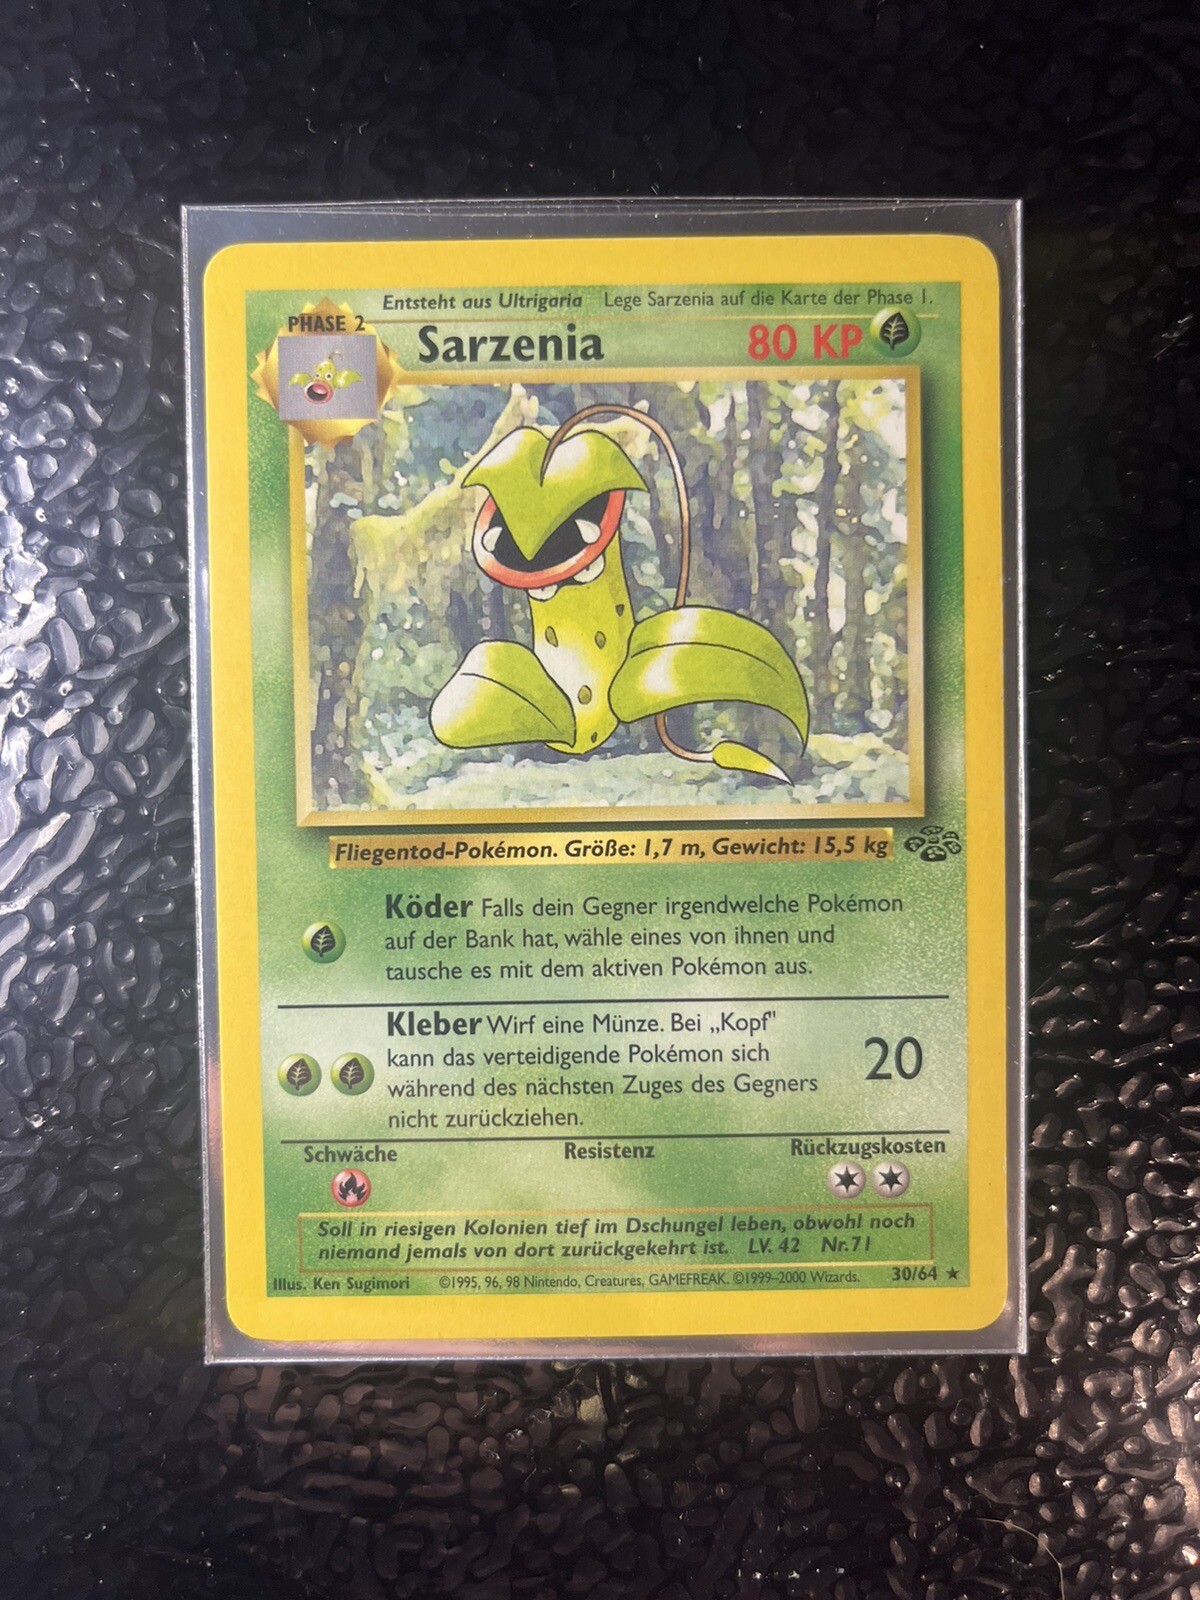 Entsteht aus Ultrigaria Lege Sarzenia auf die Karte der Phase 1.
PHASE 2
Sarzenia 80 KP
Fliegentod-Pokémon. Größe: 1,7 m, Gewicht: 15,5 kg
Köder Falls dein Gegner irgendwelche Pokémon
auf der Bank hat, wähle eines von ihnen und
tausche es mit dem aktiven Pokémon aus.
Kleber Wirf eine Münze. Bei „Kopf"
kann das verteidigende Pokémon sich
während des nächsten Zuges des Gegners
nicht zurückziehen.
20
Schwäche Resistenz Rückzugskosten
Soll in riesigen Kolonien tief im Dschungel leben, obwohl noch
niemand jemals von dort zurückgekehrt ist. LV. 42 Nr.71
Illus. Ken Sugimori ©1995, 96, 98 Nintendo, Creatures, GAMEFREAK. ©1999–2000 Wizards. 30/64 ★